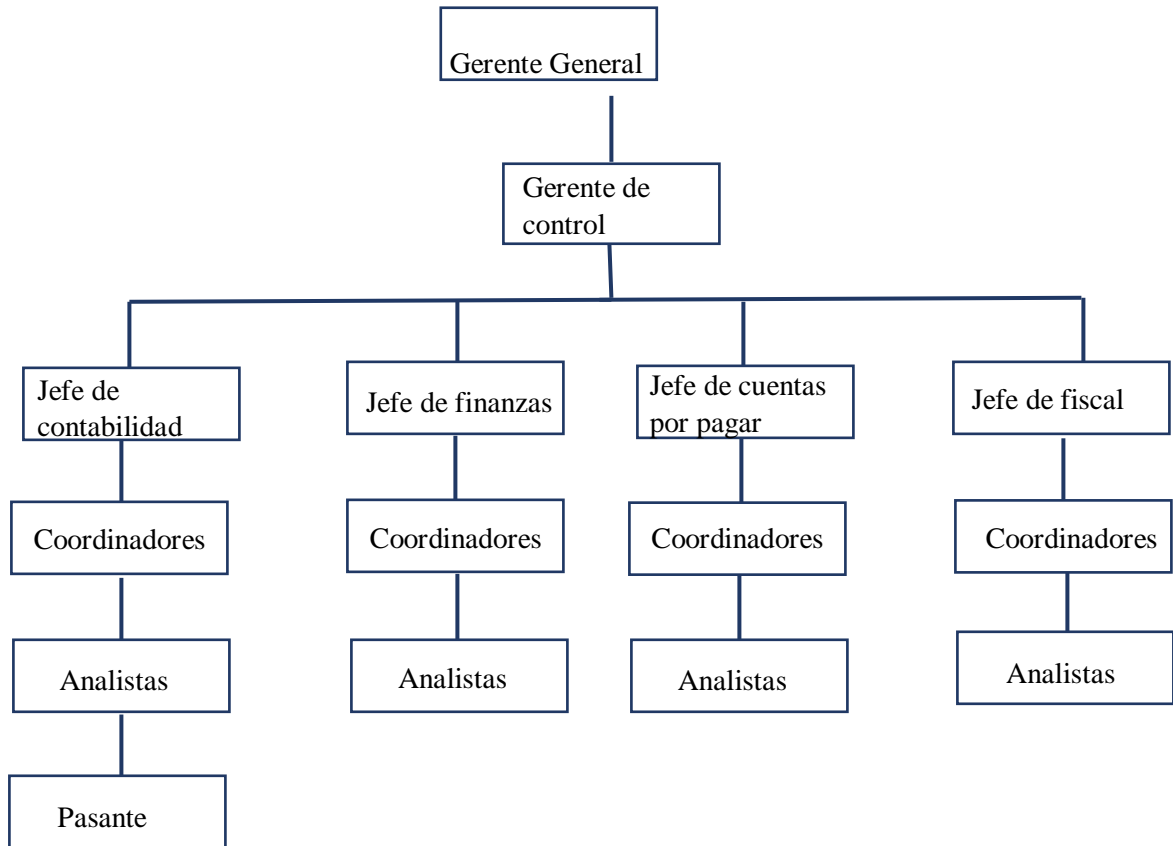 Gerente General
Gerente de
control
Jefe de
contabilidad
Jefe de finanzas
Jefe de cuentas
por pagar
Jefe de fiscal
Coordinadores
Coordinadores
Coordinadores
Coordinadores
Analistas
Analistas
Analistas
Analistas
Pasante